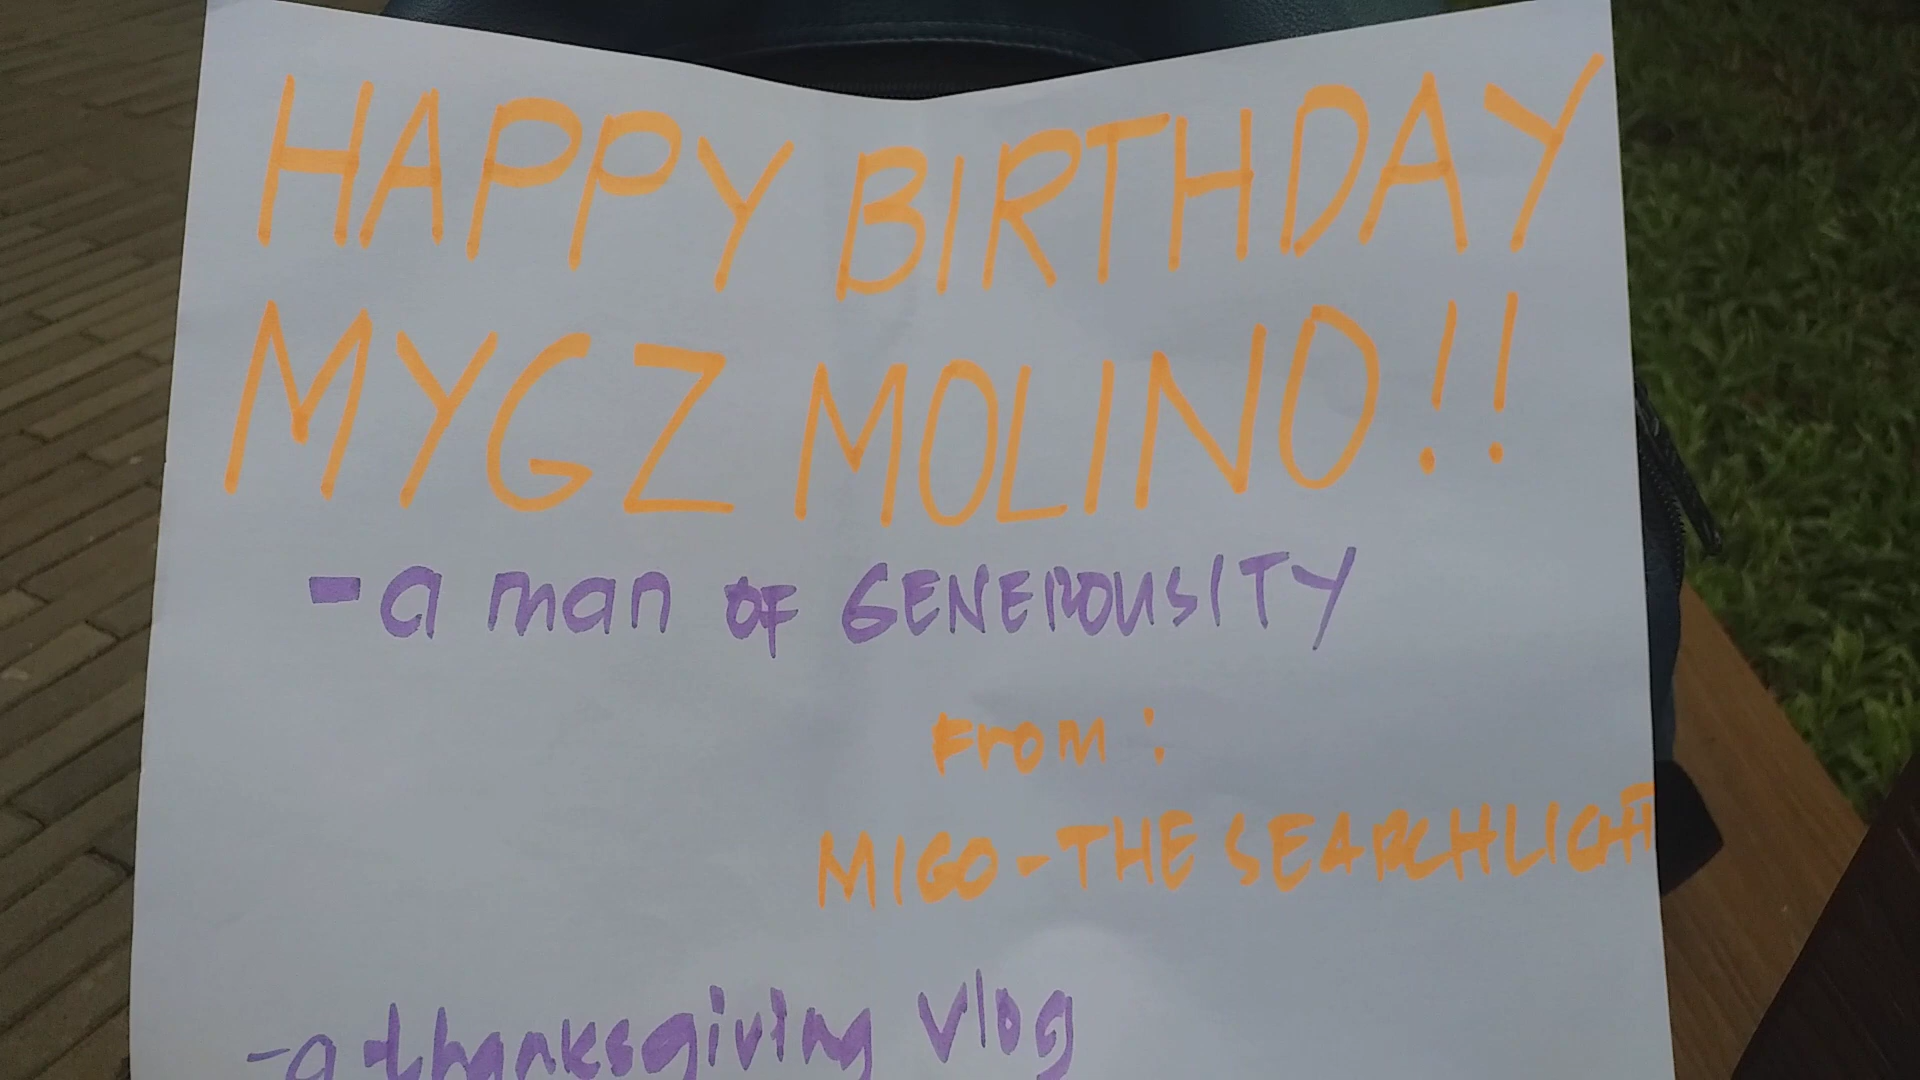 HAPPY BIRTHDAY
MYGZ MOLINO!!
-a man OF GENEROUSITY
From:
MIGO-THE SEARCHLIGHT
-a thanksgiving vlog